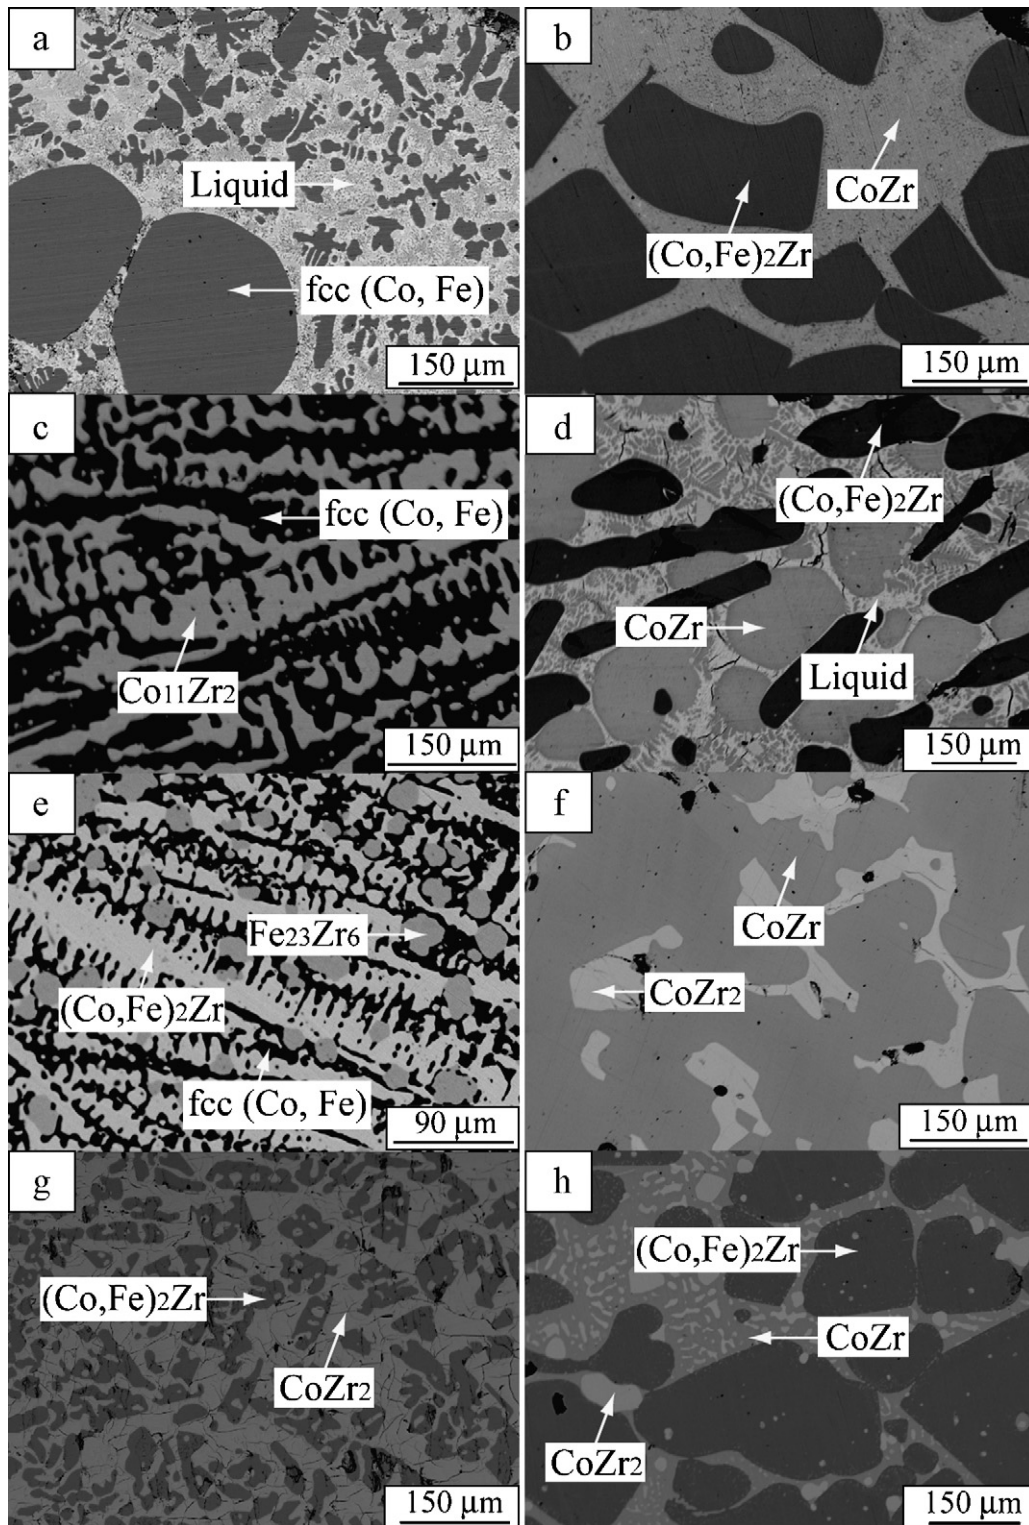 a
Liquid
fcc (Co, Fe)
150 μm
b
CoZr
(Co,Fe)2Zr
150 μm
c
fcc (Co, Fe)
Co11Zr2
150 μm
d
(Co,Fe)2Zr
CoZr
Liquid
150 μm
e
Fe23Zr6
(Co,Fe)2Zr
fcc (Co, Fe)
90 μm
f
CoZr
CoZr2
150 μm
g
(Co,Fe)2Zr
CoZr2
150 μm
h
(Co,Fe)2Zr
CoZr
CoZr2
150 μm